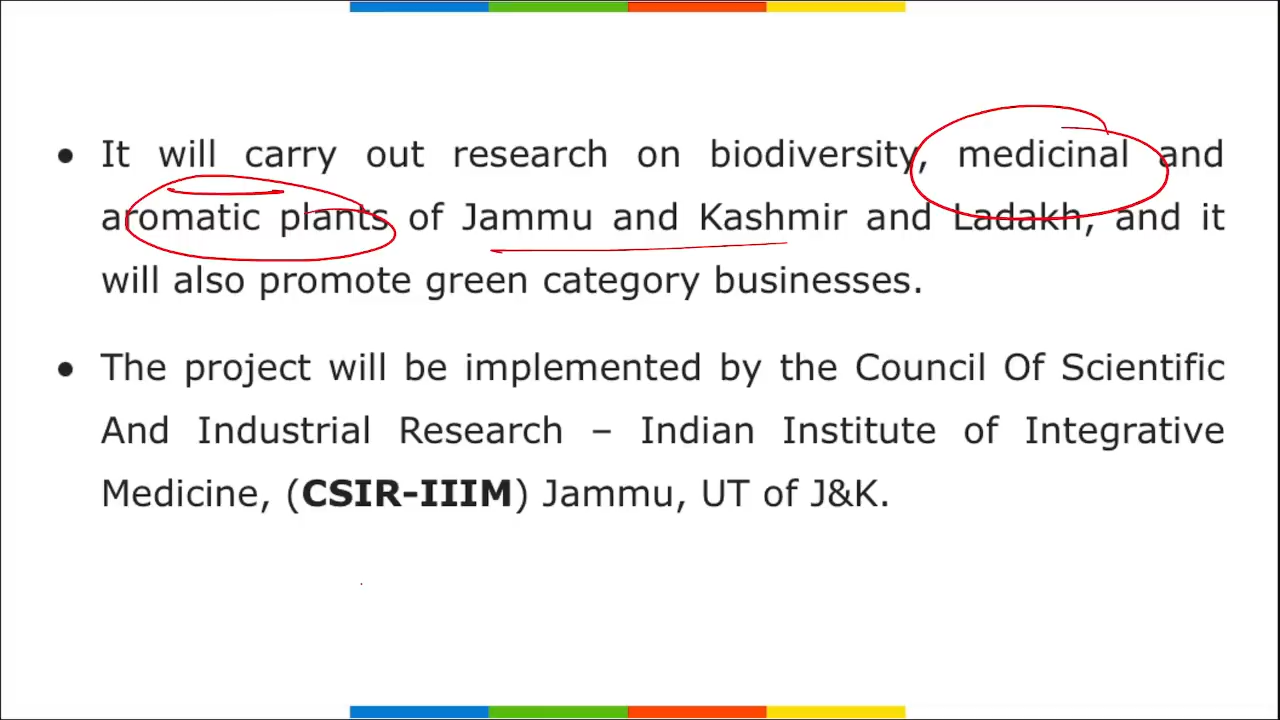 • It will carry out research on biodiversity, medicinal and
aromatic plants of Jammu and Kashmir and Ladakh, and it
will also promote green category businesses.
• The project will be implemented by the Council Of Scientific
And Industrial Research – Indian Institute of Integrative
Medicine, (CSIR-IIIM) Jammu, UT of J&K.